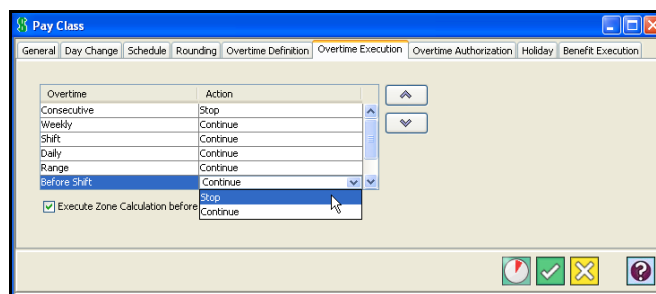 Pay Class
General Day Change Schedule Rounding Overtime Definition Overtime Execution Overtime Authorization Holiday Benefit Execution
Overtime Action
Consecutive Stop
Weekly Continue
Shift Continue
Daily Continue
Range Continue
Before Shift Continue
Stop
Execute Zone Calculation before
Continue
?